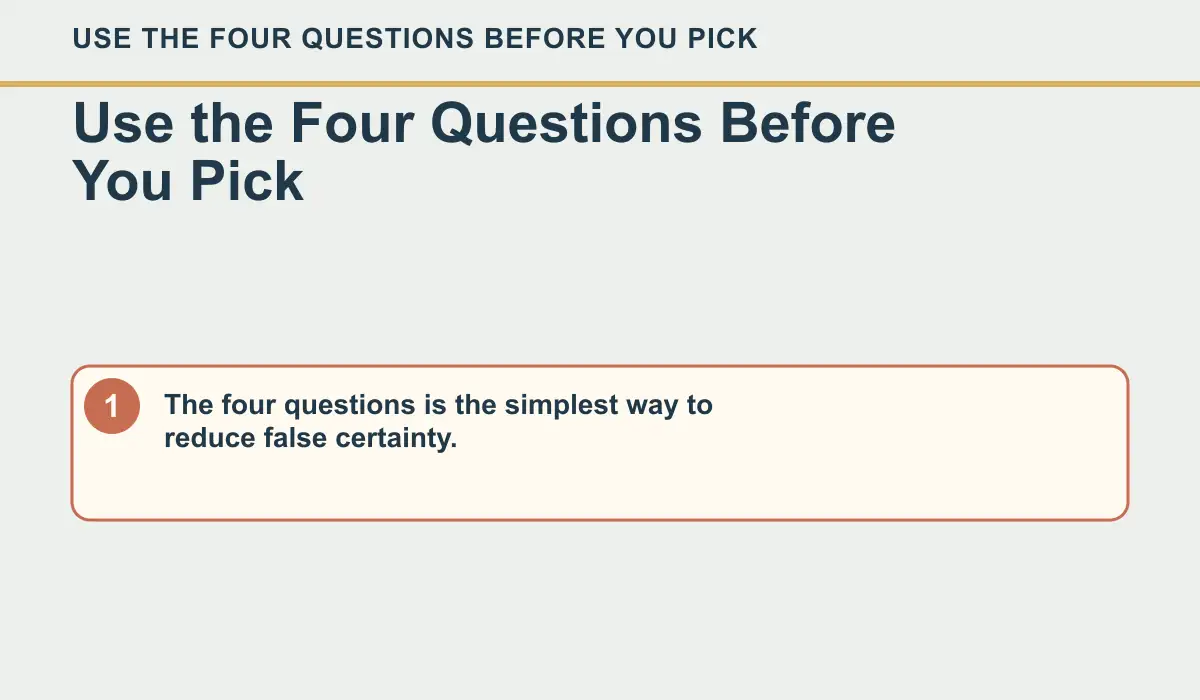 USE THE FOUR QUESTIONS BEFORE YOU PICK
Use the Four Questions Before
You Pick
1
The four questions is the simplest way to
reduce false certainty.